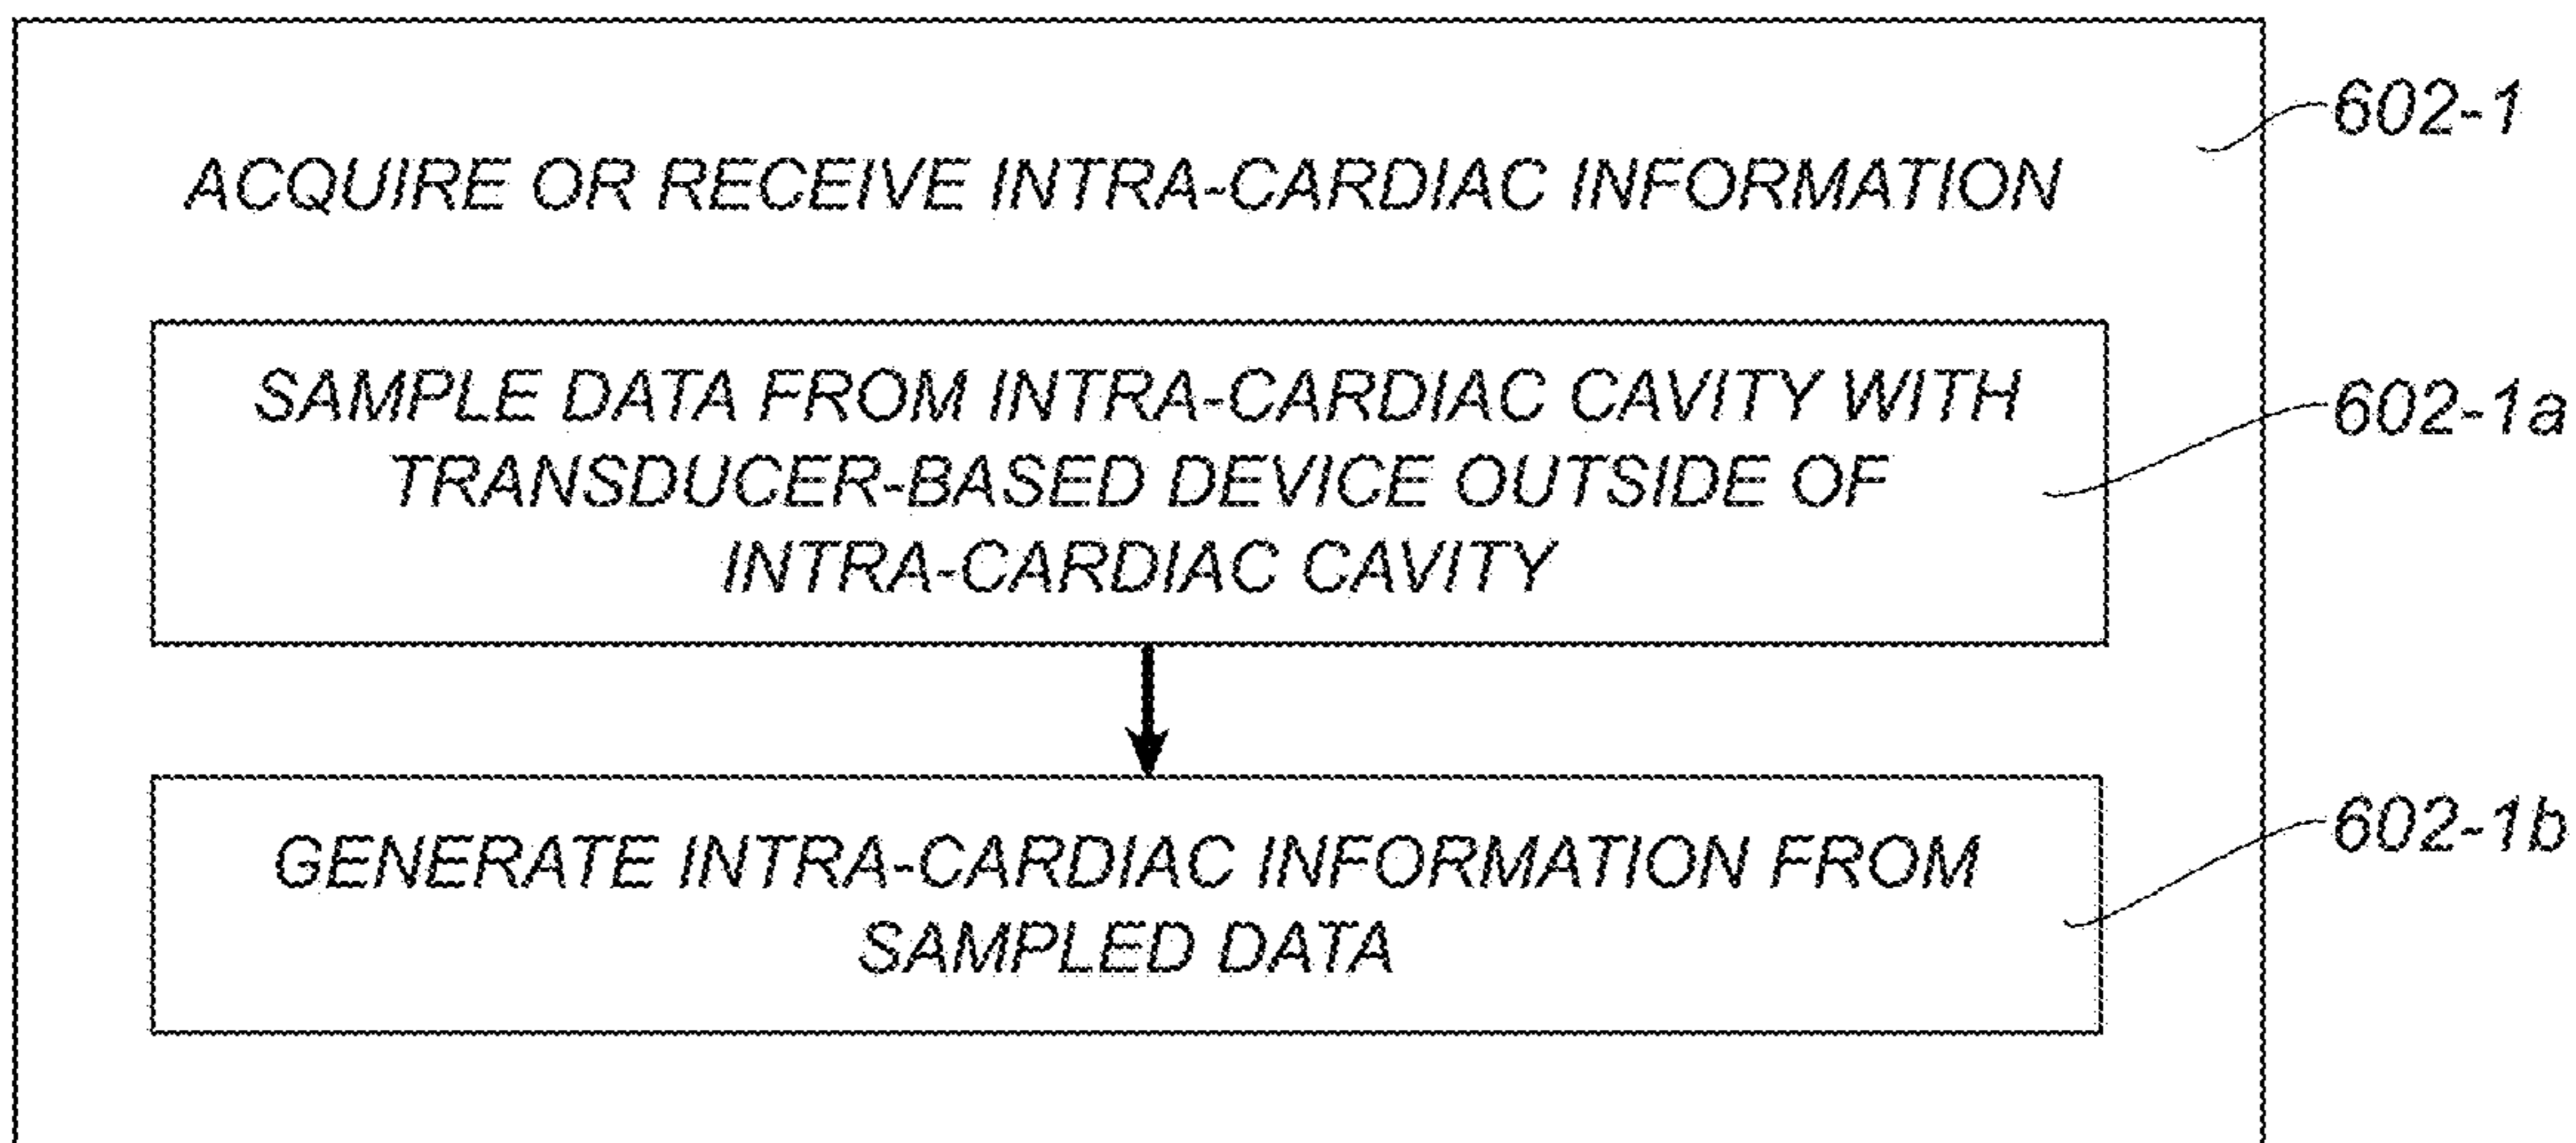 602-1
ACQUIRE OR RECEIVE INTRA-CARDIAC INFORMATION
SAMPLE DATA FROM INTRA-CARDIAC CAVITY WITH
TRANSDUCER-BASED DEVICE OUTSIDE OF
INTRA-CARDIAC CAVITY
602-1a
GENERATE INTRA-CARDIAC INFORMATION FROM
SAMPLED DATA
602-1b